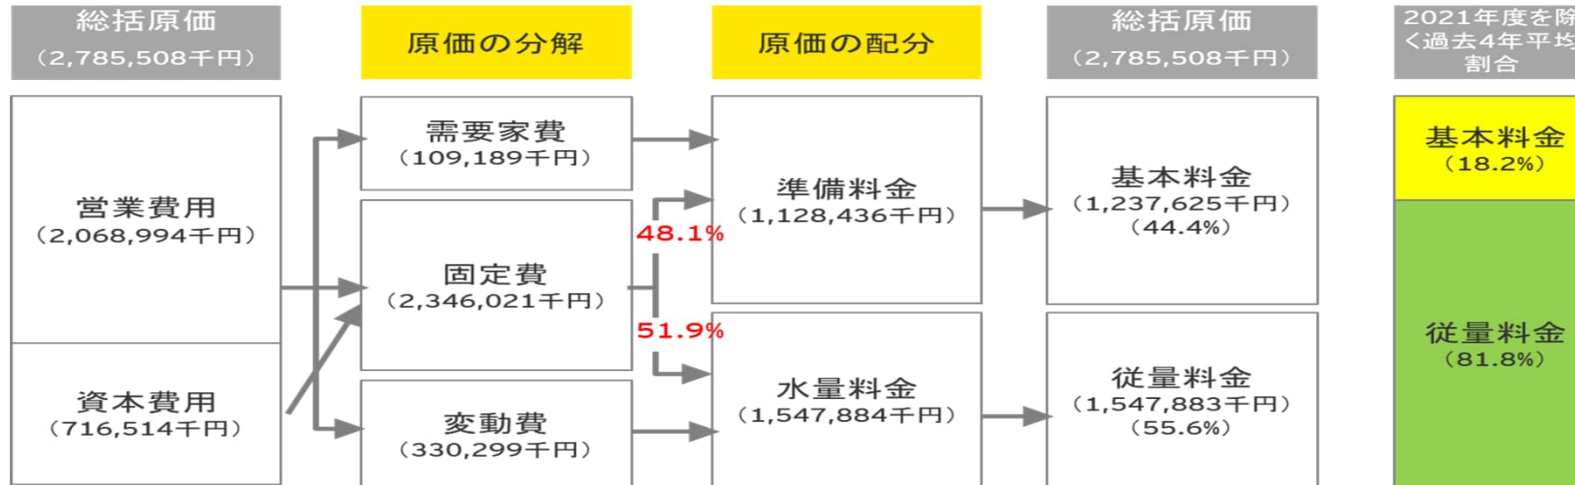 総括原価
（2,785,508千円）
原価の分解
原価の配分
総括原価
（2,785,508千円）
2021年度を除
く過去4年平均
割合
営業費用
（2,068,994千円）
資本費用
（716,514千円）
需要家費
（109,189千円）
固定費
（2,346,021千円）
変動費
（330,299千円）
48.1%
51.9%
準備料金
（1,128,436千円）
水量料金
（1,547,884千円）
基本料金
（1,237,625千円）
（44.4%）
従量料金
（1,547,883千円）
（55.6%）
基本料金
（18.2%）
従量料金
（81.8%）